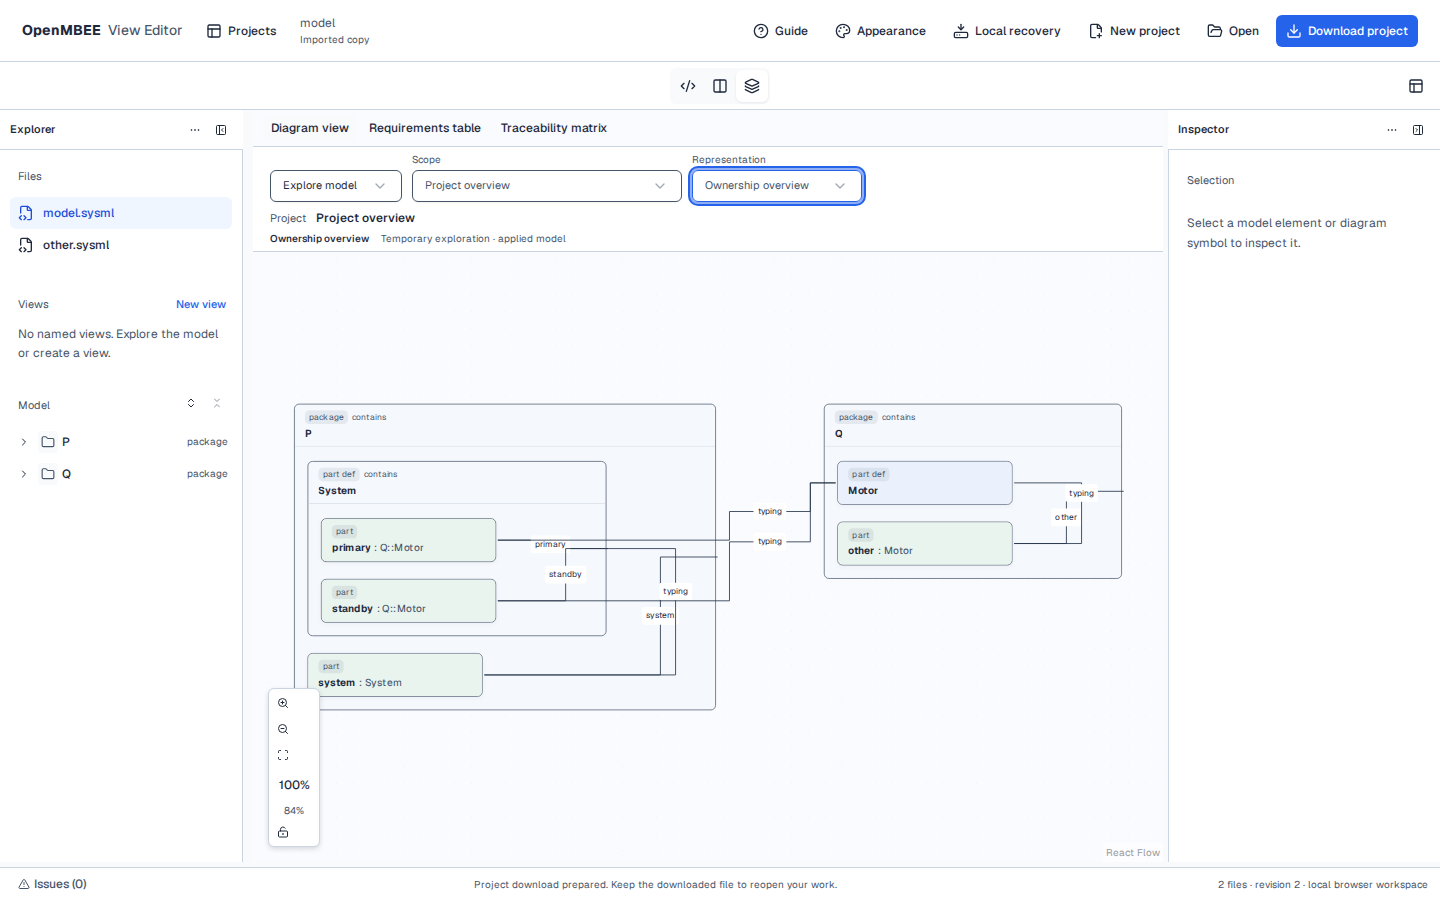 OpenMBEE View Editor
Projects
model
Imported copy
Guide
Appearance
Local recovery
New project
Open
Download project
Explorer
Files
model.sysml
other.sysml
Views
New view
No named views. Explore the model
or create a view.
Model
P
package
Q
package
Diagram view
Requirements table
Traceability matrix
Scope
Representation
Explore model
Project overview
Ownership overview
Project Project overview
Ownership overview Temporary exploration · applied model
package contains
P
part def contains
System
part
primary : Q::Motor
part
standby : Q::Motor
part
system : System
primary
standby
typing
system
typing
typing
package contains
Q
part def
Motor
part
other : Motor
typing
other
100%
84%
React Flow
Inspector
Selection
Select a model element or diagram
symbol to inspect it.
Issues (0)
Project download prepared. Keep the downloaded file to reopen your work.
2 files · revision 2 · local browser workspace